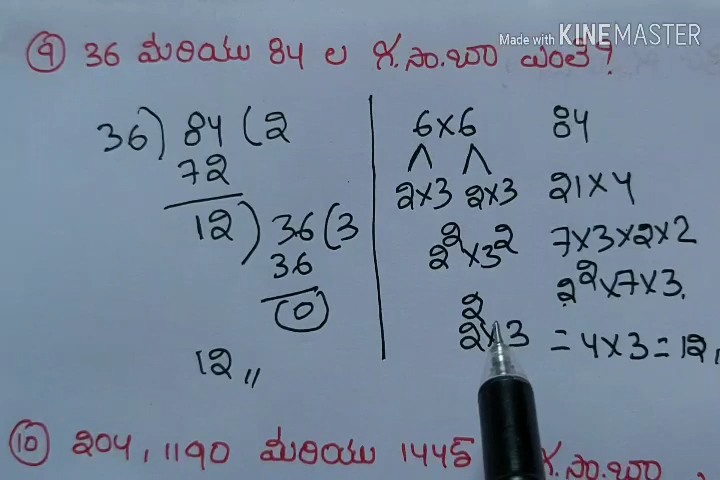 Made with KINEMASTER
⑨ 36 ಮರಿಯು 84 ల గ.సా.భా ఎంతే?
36) 84 (2
72
12) 36 (3
36
0
12 〃
6×6 84
2×3 2×3 21×4
2²×3² 7×3×2×2
2²×7×3
2²×3 = 4×3 = 12,
⑩ 204, 1190 మరియు 1445 గ.సా.భా